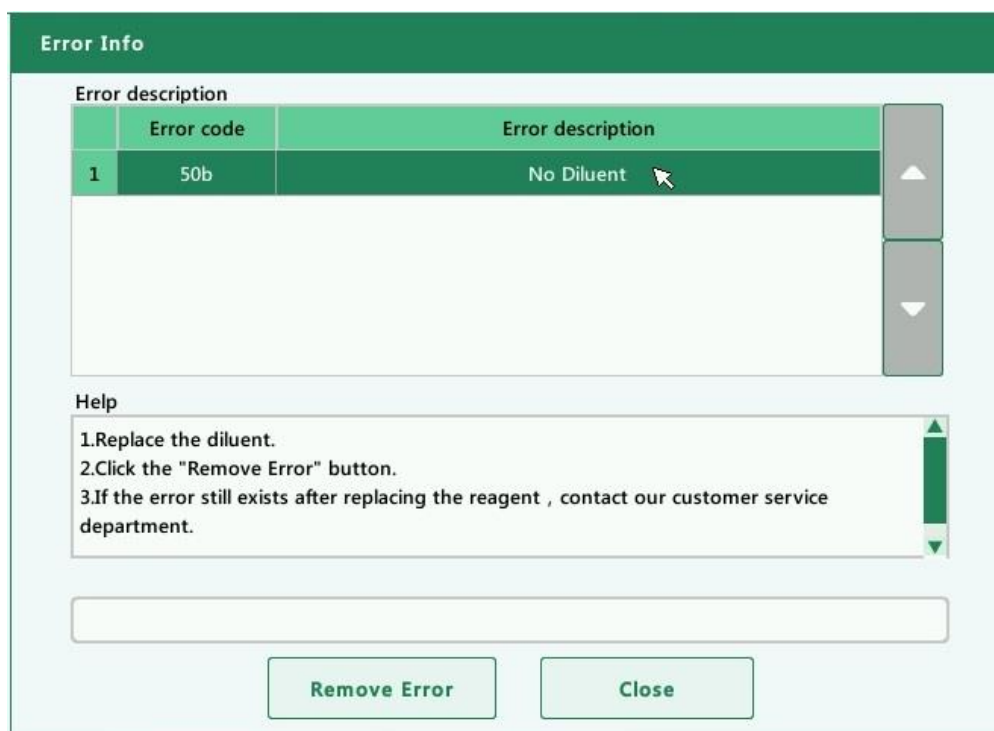 Error Info
Error description
Error code Error description
1 50b No Diluent
Help
1.Replace the diluent.
2.Click the "Remove Error" button.
3.If the error still exists after replacing the reagent , contact our customer service
department.
Remove Error Close